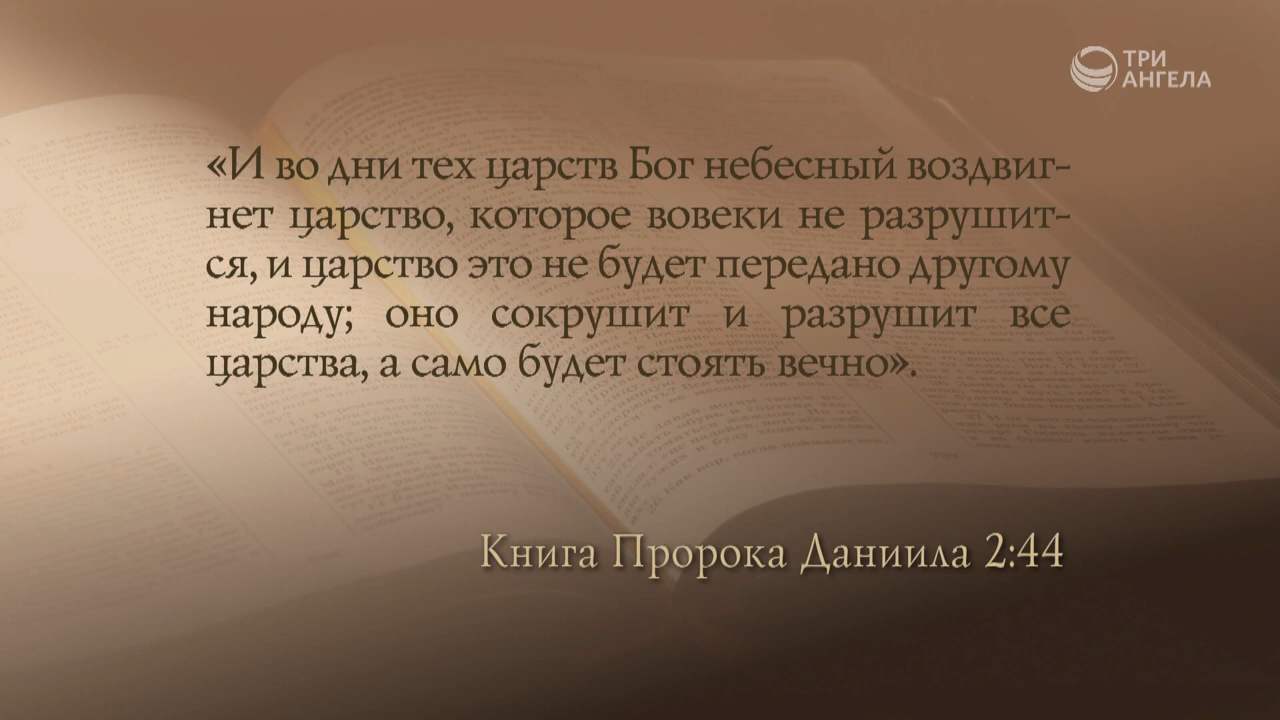 ТРИ
АНГЕЛА
«И во дни тех царств Бог небесный воздвиг-
нет царство, которое вовеки не разрушит-
ся, и царство это не будет передано другому
народу; оно сокрушит и разрушит все
царства, а само будет стоять вечно».
Книга Пророка Даниила 2:44